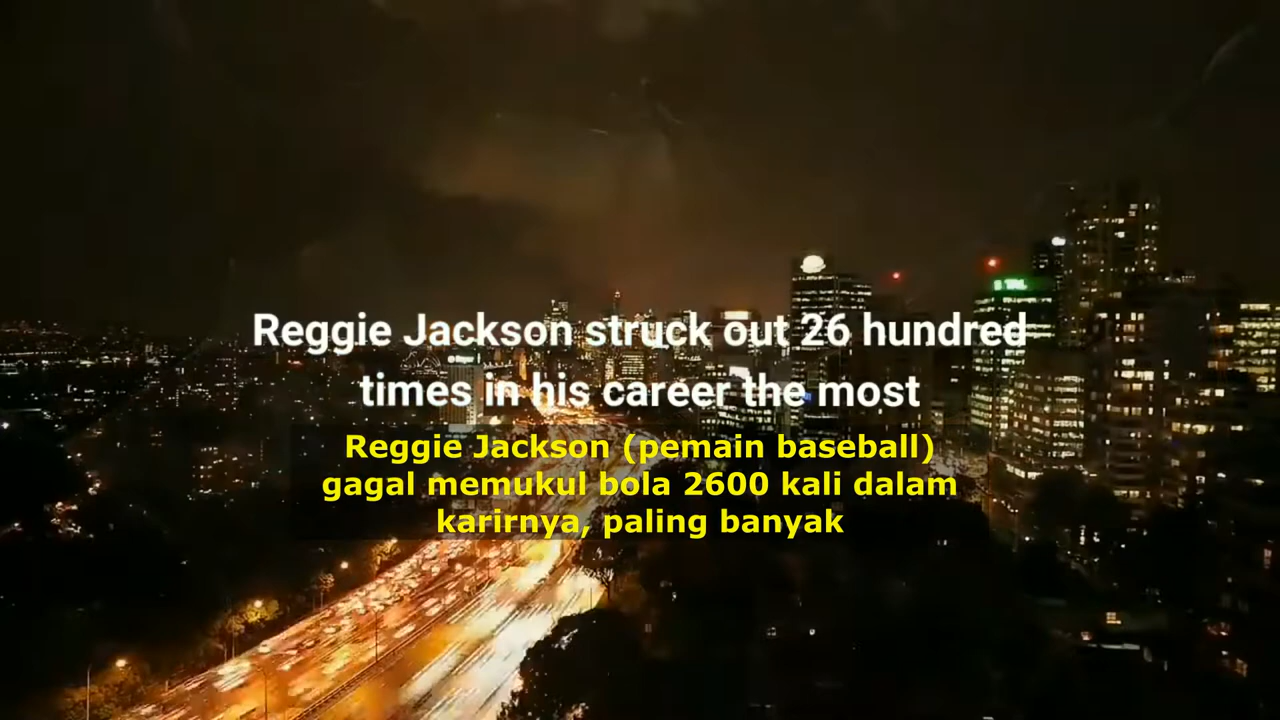 Reggie Jackson struck out 26 hundred
times in his career the most
Reggie Jackson (pemain baseball)
gagal memukul bola 2600 kali dalam
karirnya, paling banyak